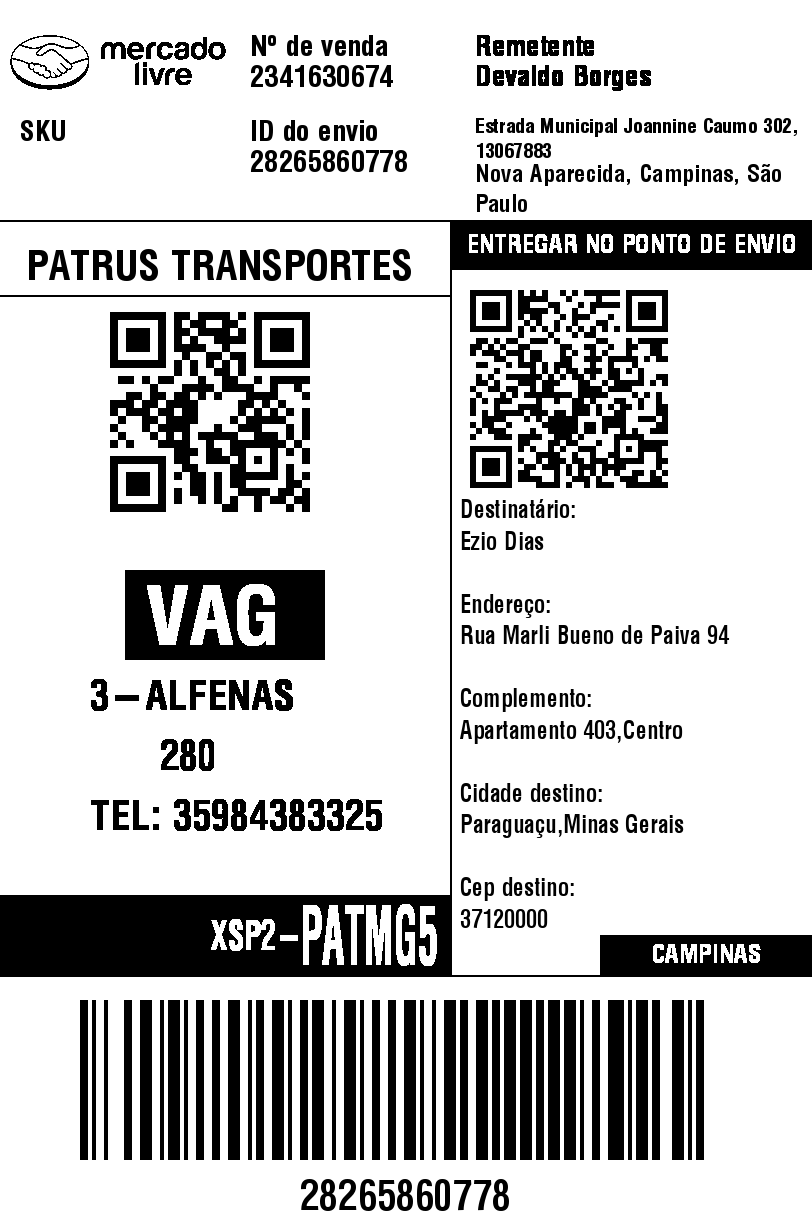 mercado
livre
Nº de venda
2341630674
SKU
ID do envio
28265860778
Remetente
Devaldo Borges
Estrada Municipal Joannine Caumo 302,
13067883
Nova Aparecida, Campinas, São
Paulo
PATRUS TRANSPORTES
VAG
3-ALFENAS
280
TEL: 35984383325
XSP2-PATMG5
ENTREGAR NO PONTO DE ENVIO
Destinatário:
Ezio Dias
Endereço:
Rua Marli Bueno de Paiva 94
Complemento:
Apartamento 403,Centro
Cidade destino:
Paraguaçu,Minas Gerais
Cep destino:
37120000
CAMPINAS
28265860778